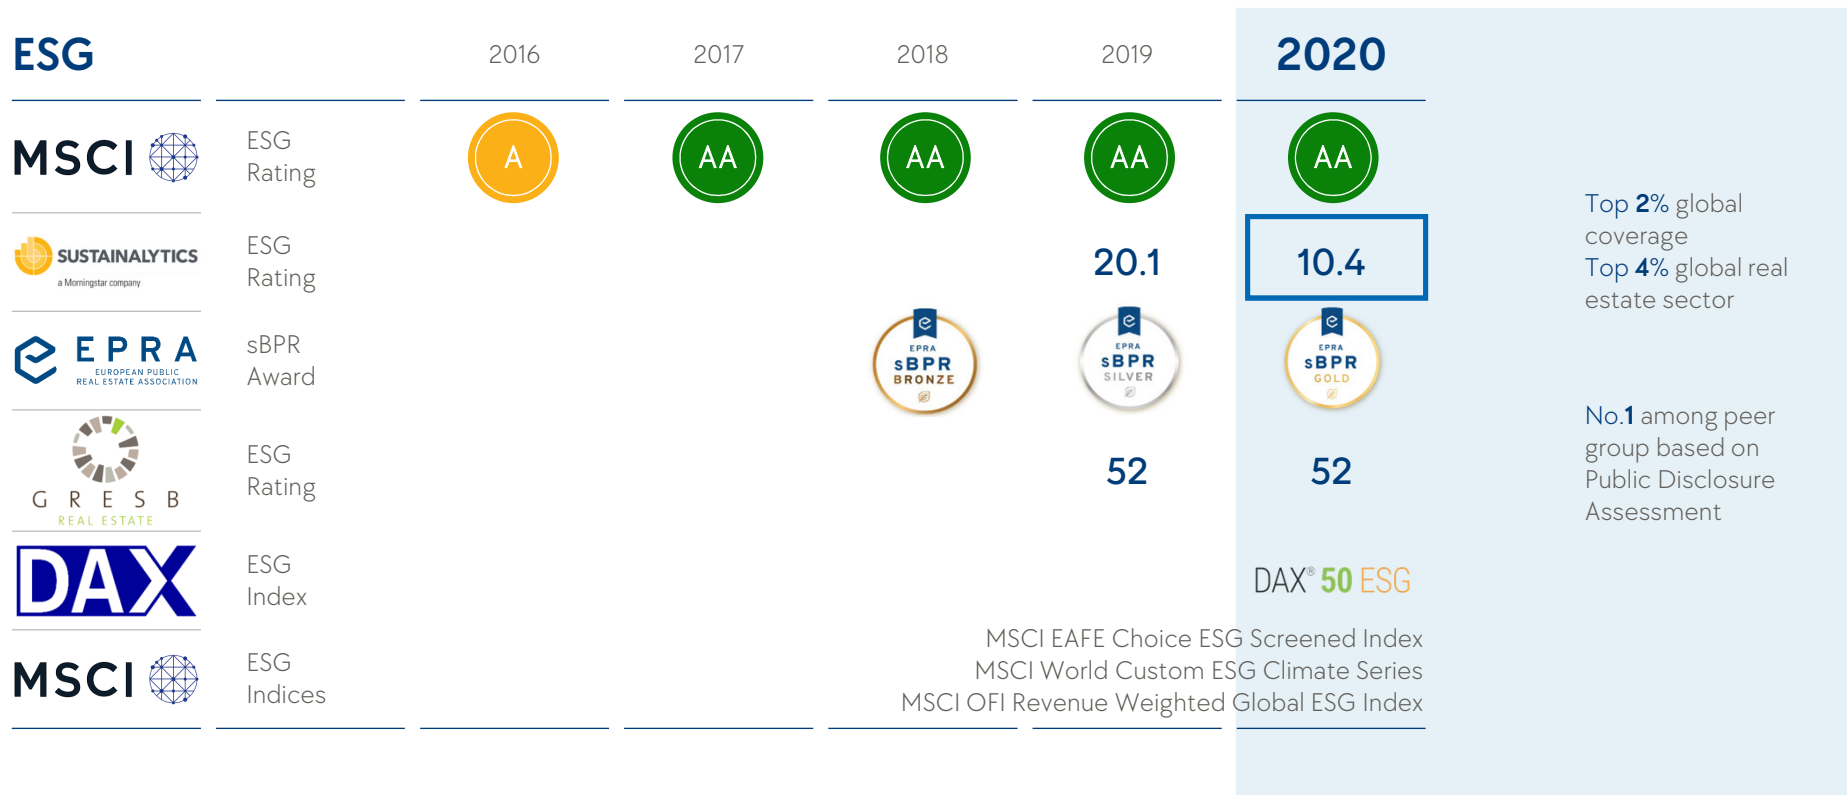 ESG 2016 2017 2018 2019 2020
MSCI ESG
Rating
A AA AA AA AA
SUSTAINALYTICS
a Morningstar company
ESG
Rating
20.1 10.4
Top 2% global
coverage
Top 4% global real
estate sector
EPRA
EUROPEAN PUBLIC
REAL ESTATE ASSOCIATION
sBPR
Award
EPRA
sBPR
BRONZE
EPRA
sBPR
SILVER
EPRA
sBPR
GOLD
GRESB
REAL ESTATE
ESG
Rating
52 52
No.1 among peer
group based on
Public Disclosure
Assessment
DAX
ESG
Index
DAX® 50 ESG
MSCI
ESG
Indices
MSCI EAFE Choice ESG Screened Index
MSCI World Custom ESG Climate Series
MSCI OFI Revenue Weighted Global ESG Index